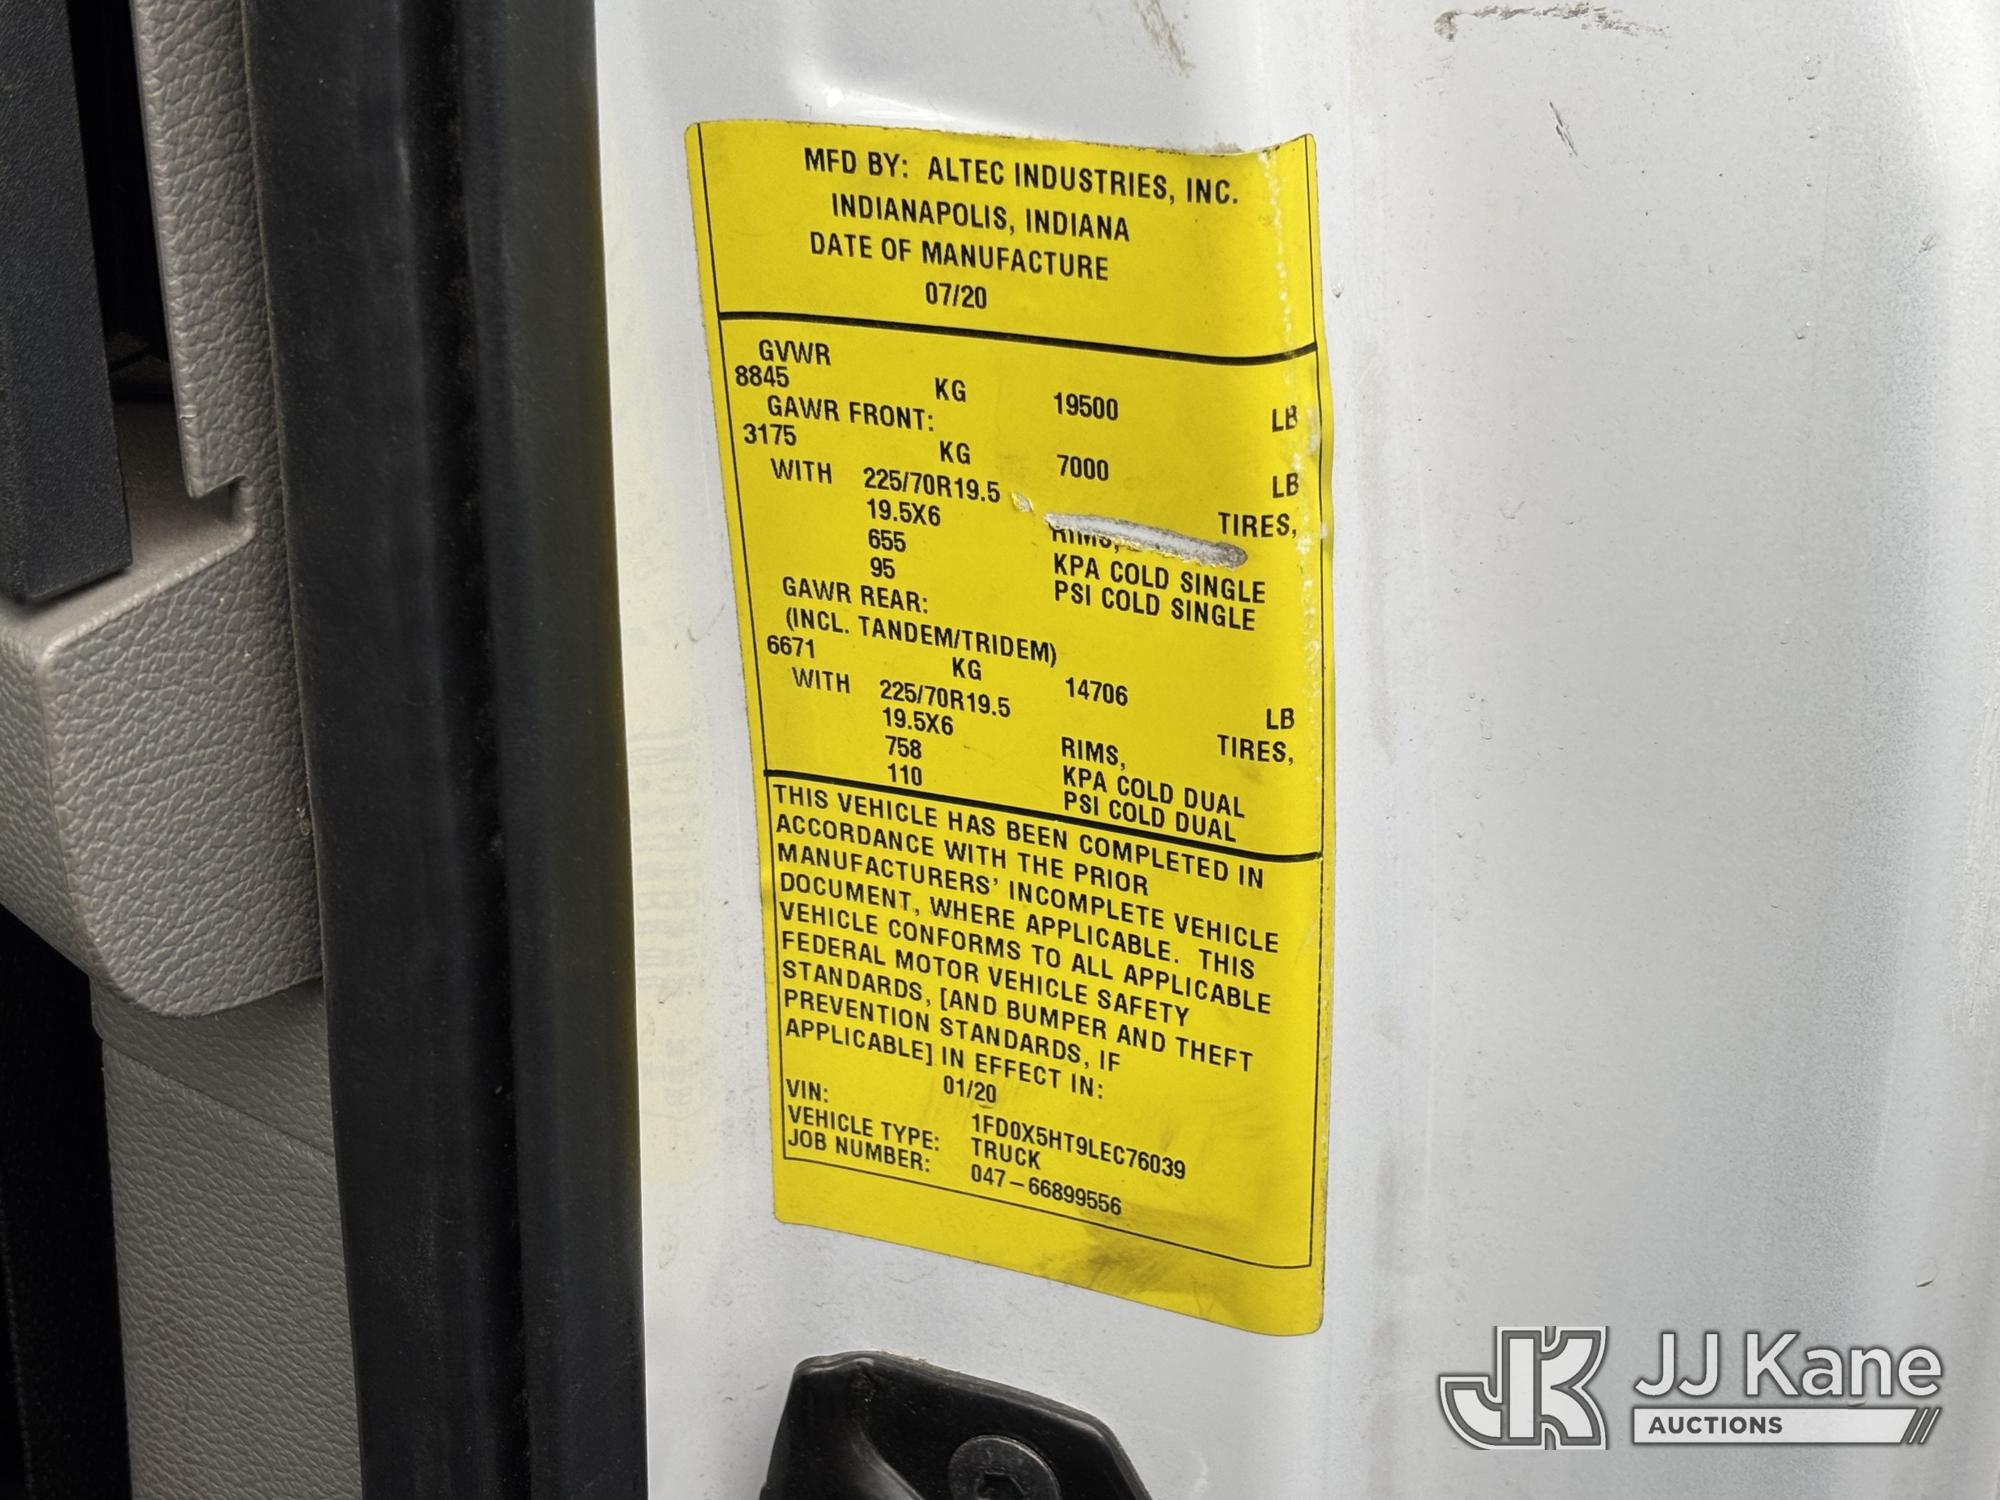 MFD BY: ALTEC INDUSTRIES, INC.
INDIANAPOLIS, INDIANA
DATE OF MANUFACTURE
07/20
GVWR
8845 KG 19500 LB
GAWR FRONT:
3175 KG 7000 LB
WITH 225/70R19.5 TIRES,
19.5X6 RIMS,
655 KPA COLD SINGLE
95 PSI COLD SINGLE
GAWR REAR:
(INCL. TANDEM/TRIDEM)
6671 KG 14706 LB
WITH 225/70R19.5 TIRES,
19.5X6 RIMS,
758 KPA COLD DUAL
110 PSI COLD DUAL
THIS VEHICLE HAS BEEN COMPLETED IN
ACCORDANCE WITH THE PRIOR
MANUFACTURERS' INCOMPLETE VEHICLE
DOCUMENT, WHERE APPLICABLE. THIS
VEHICLE CONFORMS TO ALL APPLICABLE
FEDERAL MOTOR VEHICLE SAFETY
STANDARDS, [AND BUMPER AND THEFT
PREVENTION STANDARDS, IF
APPLICABLE] IN EFFECT IN:
01/20
VIN: 1FD0X5HT9LEC76039
VEHICLE TYPE: TRUCK
JOB NUMBER: 047-66899556
JK JJ Kane
AUCTIONS